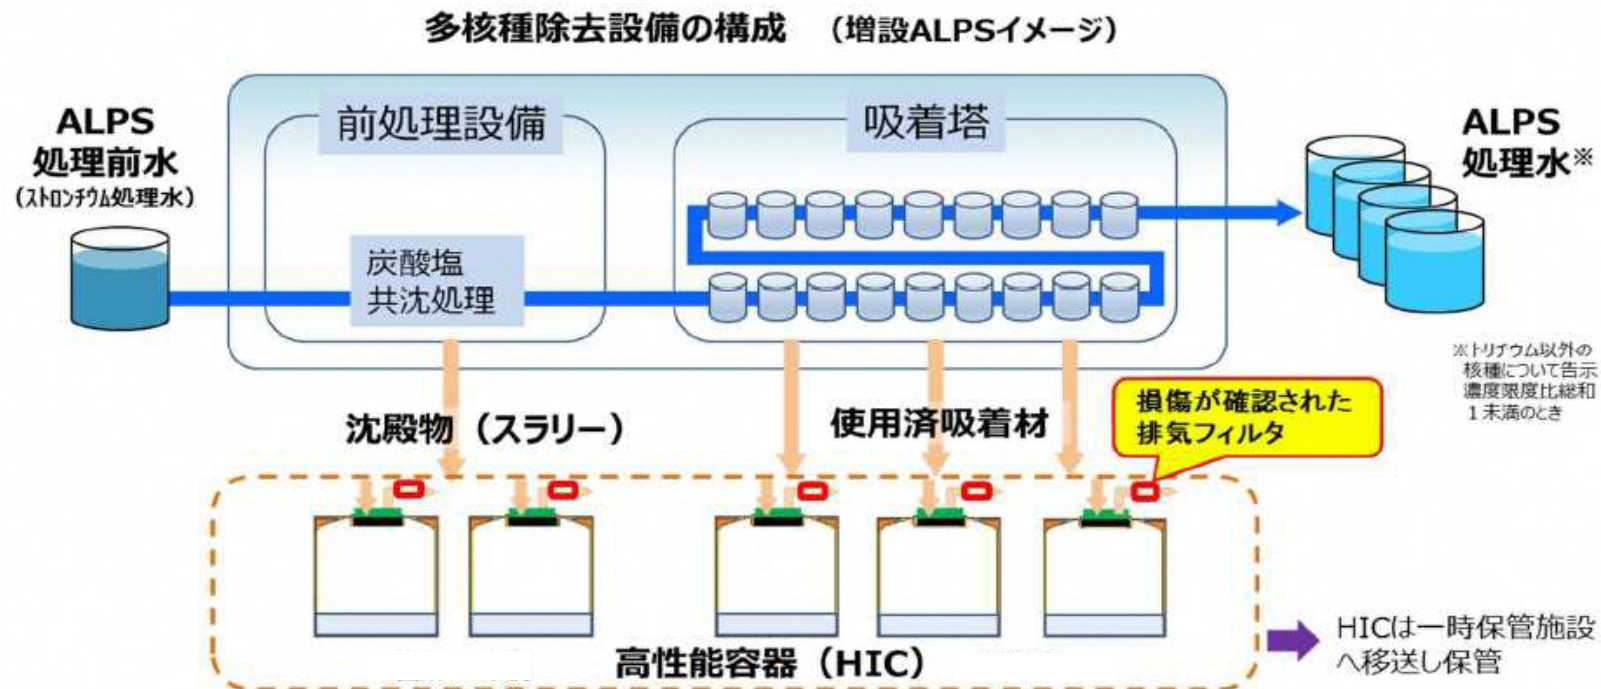 多核種除去設備の構成 (増設ALPSイメージ)
ALPS
処理前水
(ストロンチウム処理水)
前処理設備
炭酸塩
共沈処理
吸着塔
ALPS
処理水※
※トリチウム以外の
核種について告示
濃度限度比総和
1未満のとき
沈殿物(スラリー)
使用済吸着材
損傷が確認された
排気フィルタ
高性能容器(HIC)
HICは一時保管施設
へ移送し保管